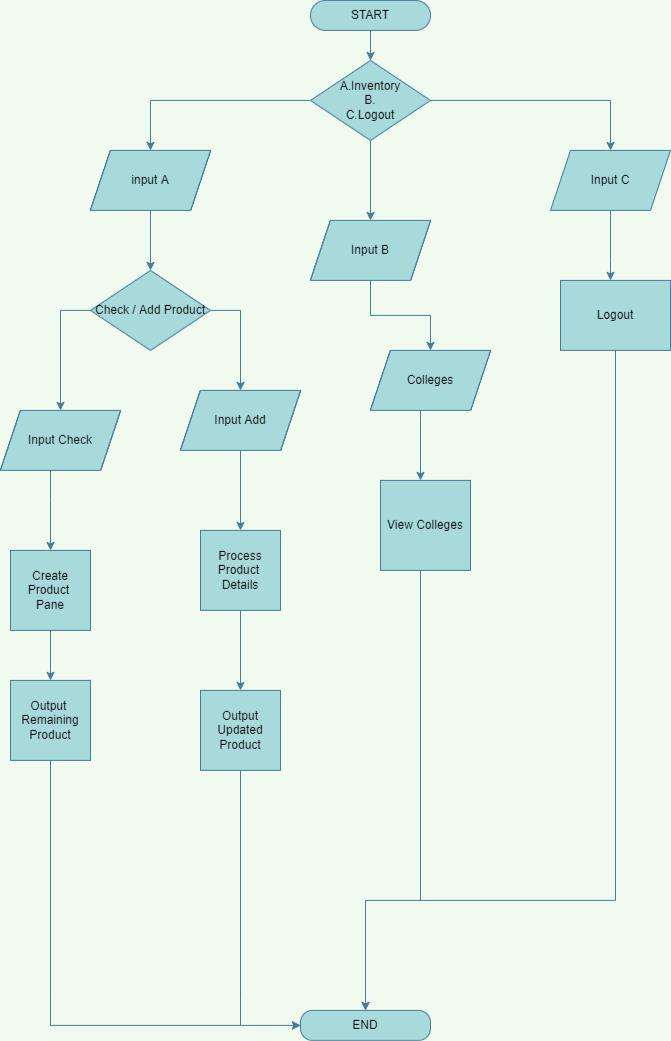 START
A.Inventory
B.
C.Logout
input A
Input C
Input B
Check / Add Product
Logout
Colleges
Input Check
Input Add
View Colleges
Create
Product
Pane
Process
Product
Details
Output
Remaining
Product
Output
Updated
Product
END